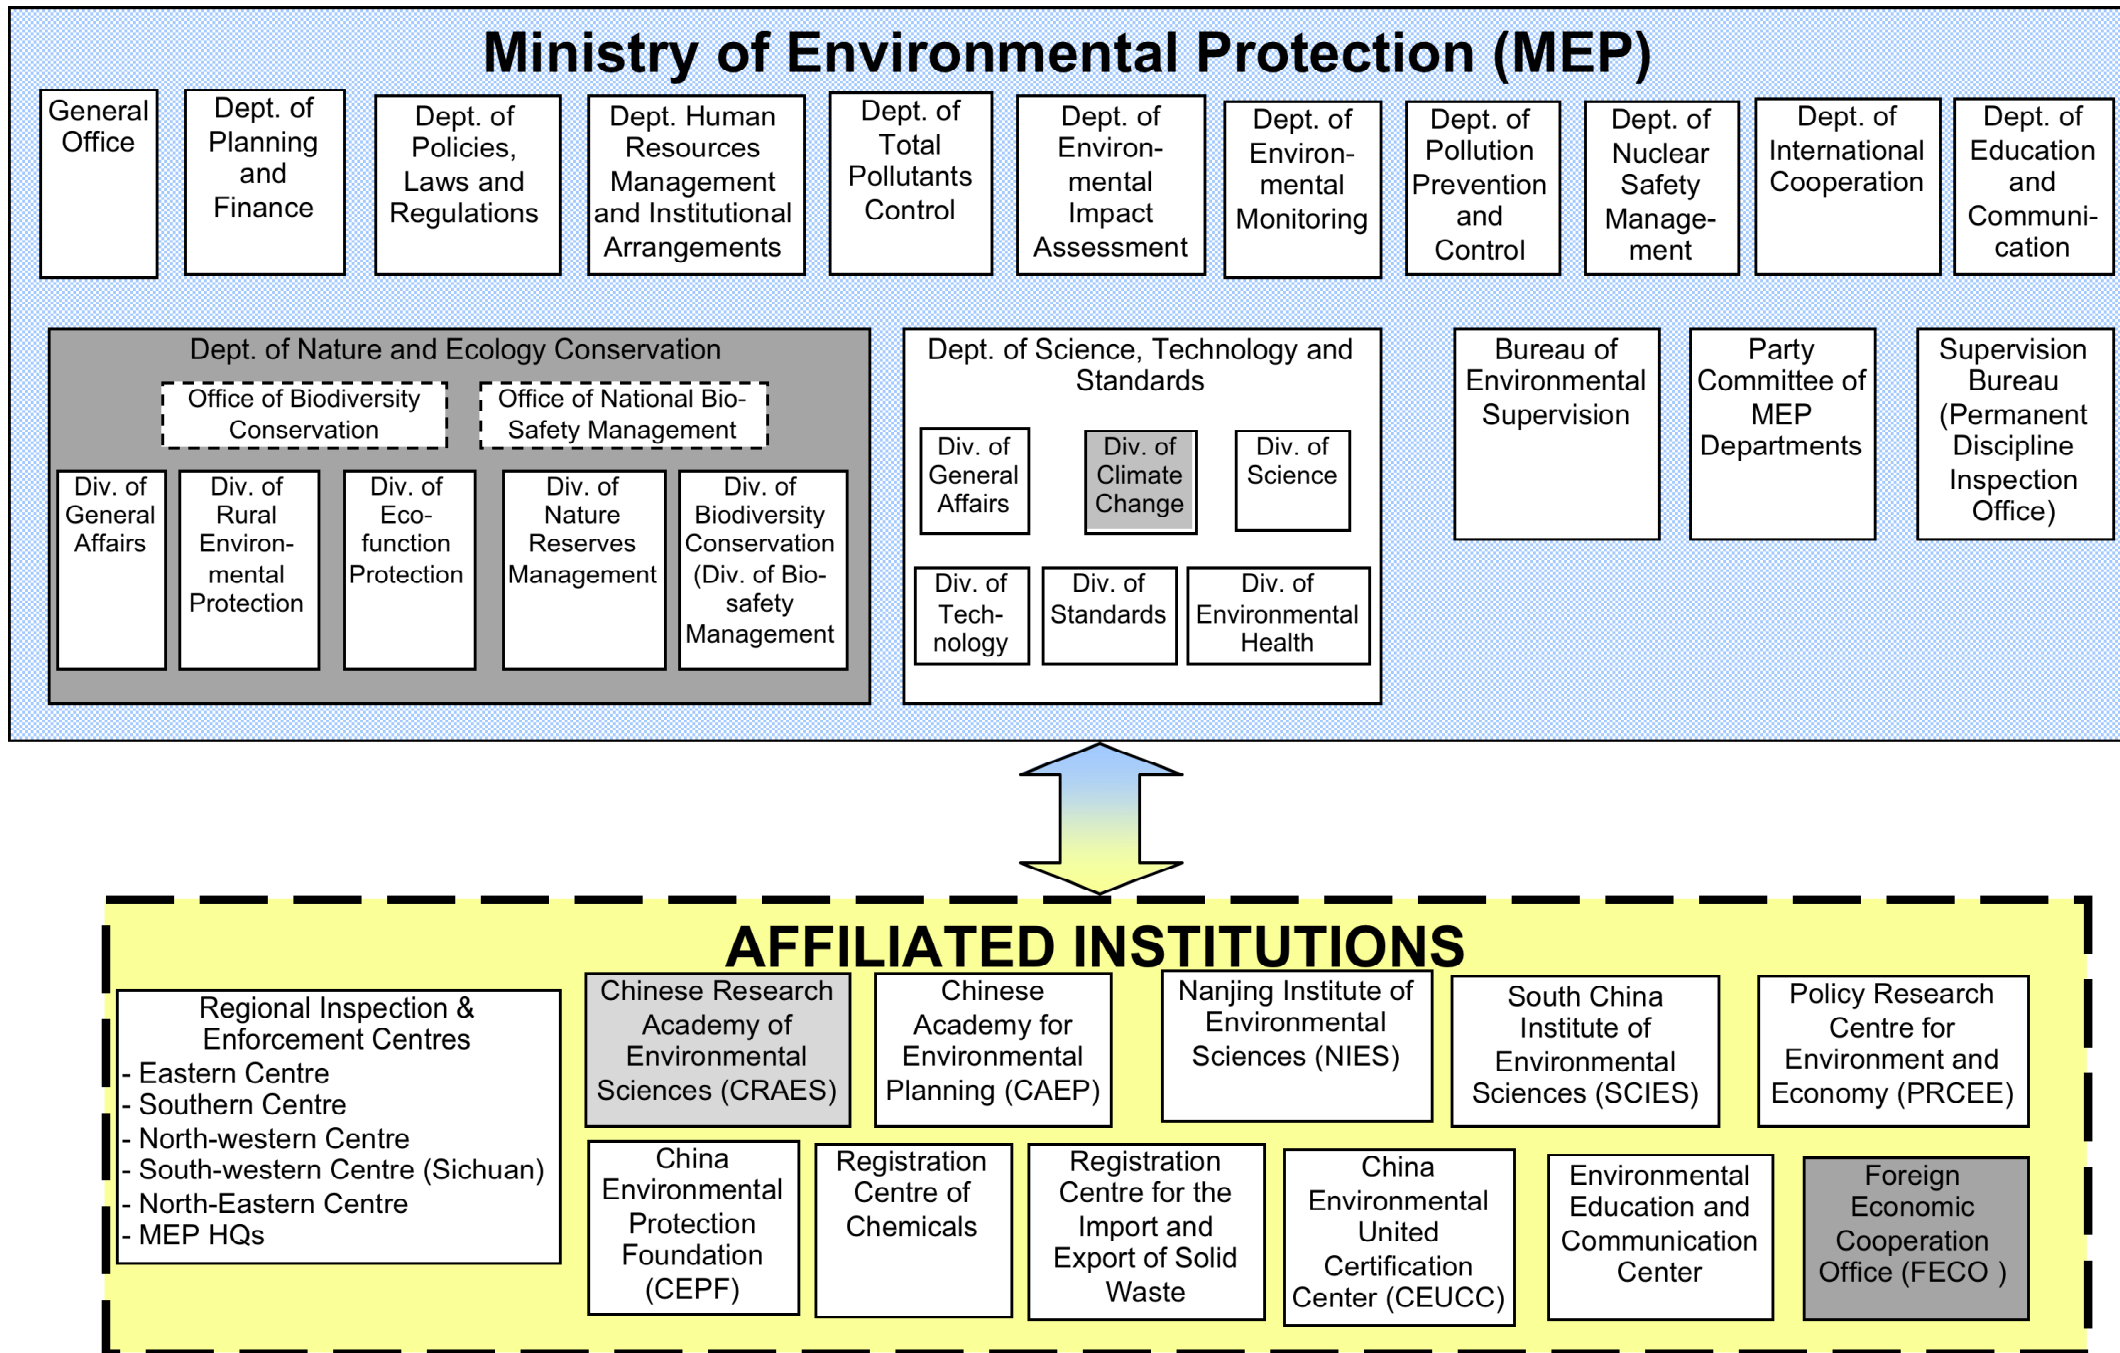 Ministry of Environmental Protection (MEP)
General
Office
Dept. of
Planning
and
Finance
Dept. of
Policies,
Laws and
Regulations
Dept. Human
Resources
Management
and Institutional
Arrangements
Dept. of
Total
Pollutants
Control
Dept. of
Environ-
mental
Impact
Assessment
Dept. of
Environ-
mental
Monitoring
Dept. of
Pollution
Prevention
and
Control
Dept. of
Nuclear
Safety
Manage-
ment
Dept. of
International
Cooperation
Dept. of
Education
and
Communi-
cation
Dept. of Nature and Ecology Conservation
Office of Biodiversity
Conservation
Office of National Bio-
Safety Management
Div. of
General
Affairs
Div. of
Rural
Environ-
mental
Protection
Div. of
Eco-
function
Protection
Div. of
Nature
Reserves
Management
Div. of
Biodiversity
Conservation
(Div. of Bio-
safety
Management
Dept. of Science, Technology and
Standards
Div. of
General
Affairs
Div. of
Climate
Change
Div. of
Science
Div. of
Tech-
nology
Div. of
Standards
Div. of
Environmental
Health
Bureau of
Environmental
Supervision
Party
Committee of
MEP
Departments
Supervision
Bureau
(Permanent
Discipline
Inspection
Office)
AFFILIATED INSTITUTIONS
Regional Inspection &
Enforcement Centres
- Eastern Centre
- Southern Centre
- North-western Centre
- South-western Centre (Sichuan)
- North-Eastern Centre
- MEP HQs
Chinese Research
Academy of
Environmental
Sciences (CRAES)
Chinese
Academy for
Environmental
Planning (CAEP)
Nanjing Institute of
Environmental
Sciences (NIES)
South China
Institute of
Environmental
Sciences (SCIES)
Policy Research
Centre for
Environment and
Economy (PRCEE)
China
Environmental
Protection
Foundation
(CEPF)
Registration
Centre of
Chemicals
Registration
Centre for the
Import and
Export of Solid
Waste
China
Environmental
United
Certification
Center (CEUCC)
Environmental
Education and
Communication
Center
Foreign
Economic
Cooperation
Office (FECO )